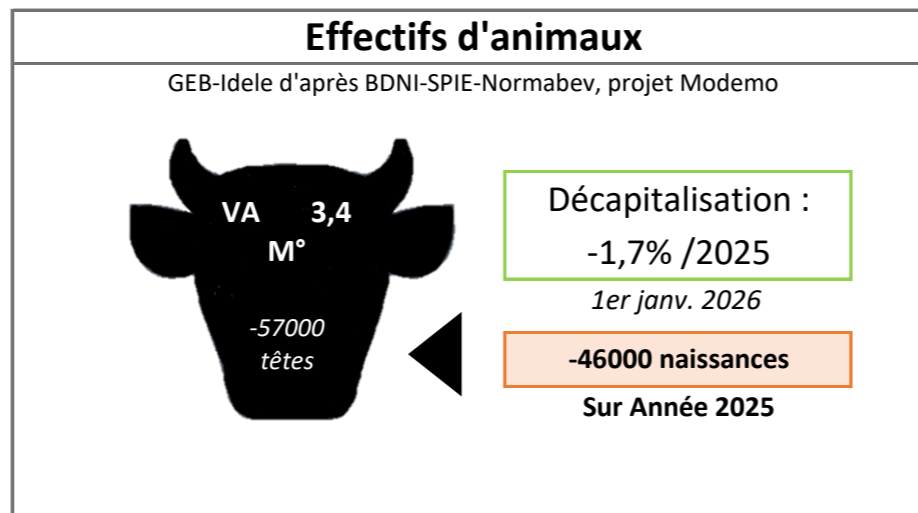 Effectifs d'animaux
GEB-Idele d'après BDNI-SPIE-Normabev, projet Modemo
VA 3,4
M°
-57000
têtes
Décapitalisation :
-1,7% /2025
1er janv. 2026
-46000 naissances
Sur Année 2025